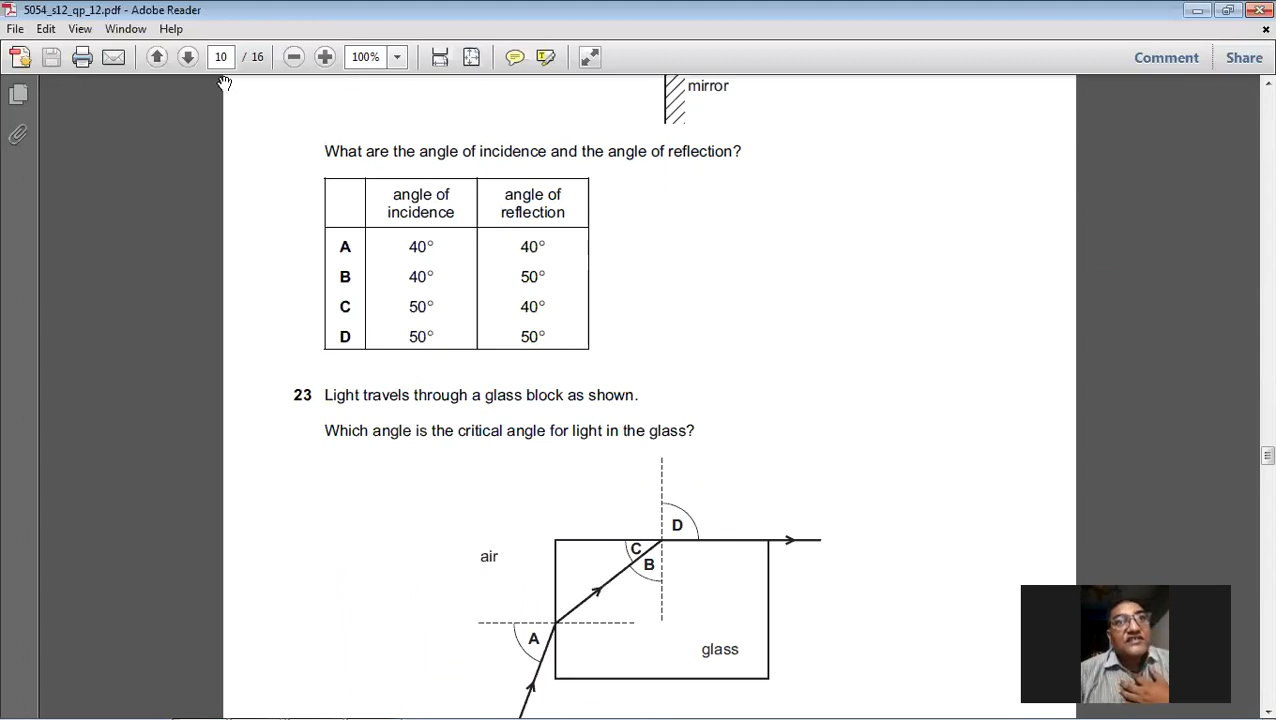 5054_s12_qp_12.pdf - Adobe Reader
File Edit View Window Help
10 / 16 100% Comment Share
mirror
What are the angle of incidence and the angle of reflection?
angle of incidence angle of reflection
A 40° 40°
B 40° 50°
C 50° 40°
D 50° 50°
23 Light travels through a glass block as shown.
Which angle is the critical angle for light in the glass?
D
air
C
B
A
glass